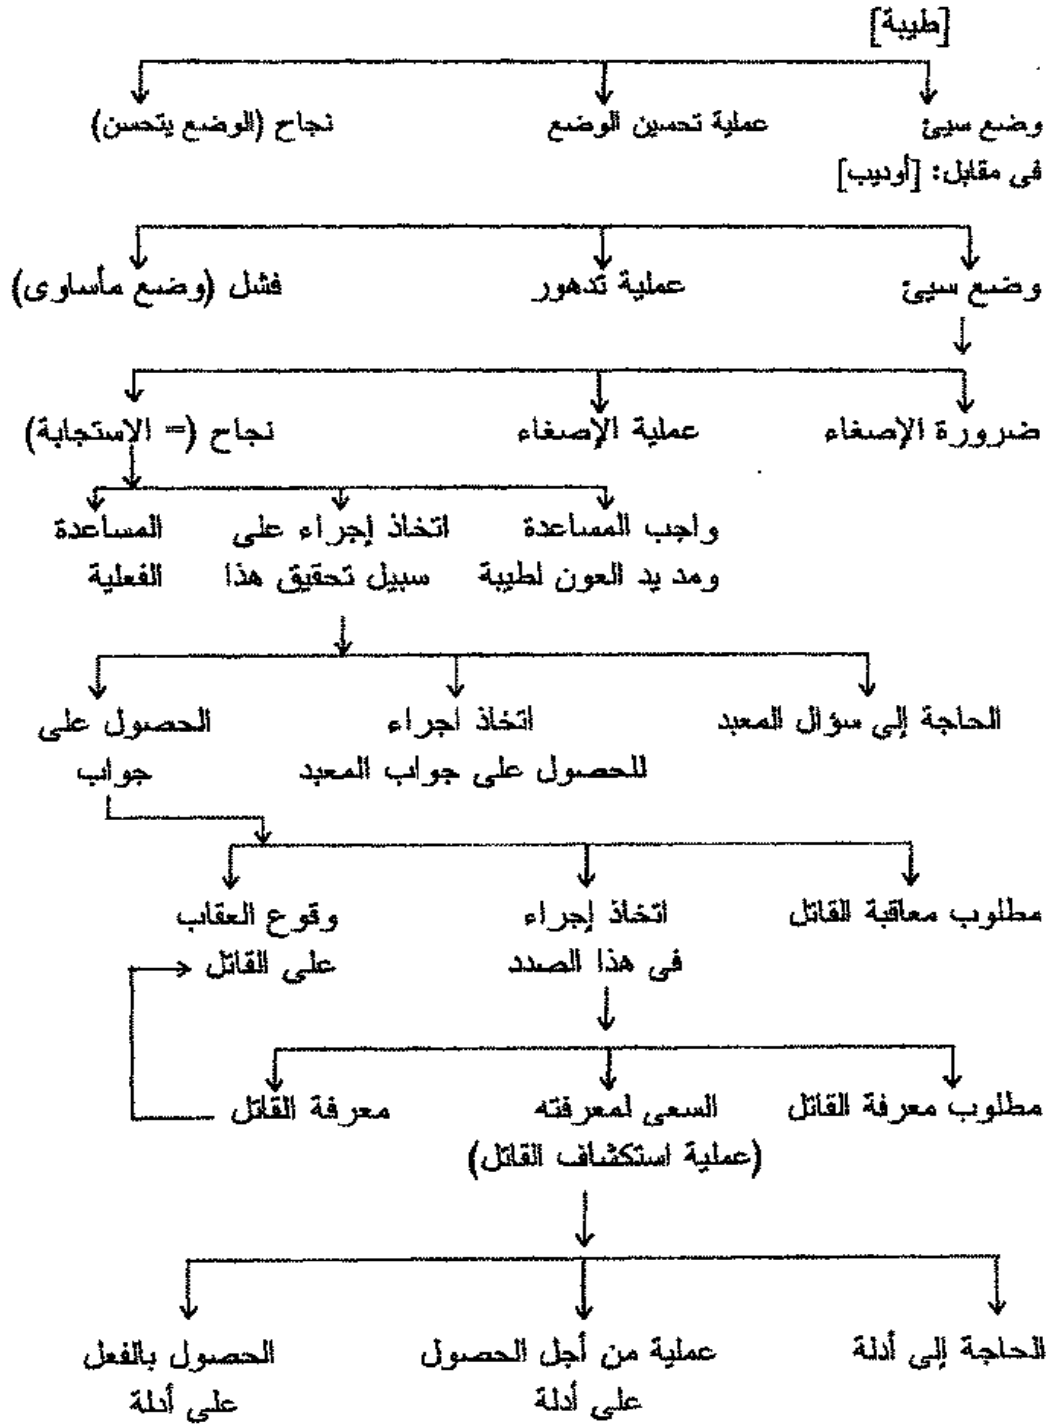 [طيبة]
وضع سيئ عملية تحسين الوضع نجاح (الوضع يتحسن)
فى مقابل: [أوديب]
وضع سيئ عملية تدهور فشل (وضع مأساوى)
ضرورة الإصغاء عملية الإصغاء نجاح (= الاستجابة)
واجب المساعدة اتخاذ إجراء على المساعدة
ومد يد العون لطيبة سبيل تحقيق هذا الفعلية
الحاجة إلى سؤال المعبد اتخاذ اجراء الحصول على
للحصول على جواب المعبد جواب
مطلوب معاقبة القاتل اتخاذ إجراء وقوع العقاب
فى هذا الصدد على القاتل
مطلوب معرفة القاتل السعى لمعرفته معرفة القاتل
(عملية استكشاف القاتل)
الحاجة إلى أدلة عملية من أجل الحصول الحصول بالفعل
على أدلة على أدلة